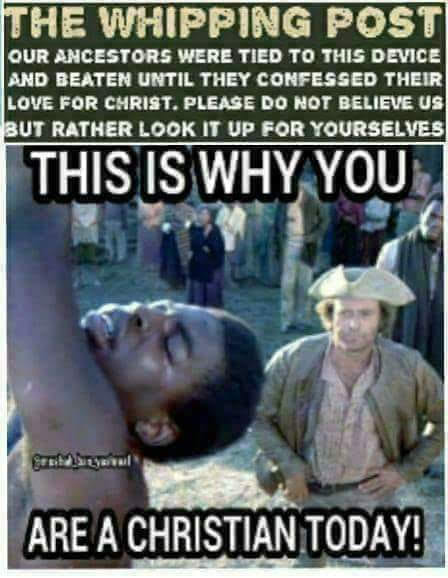 THE WHIPPING POST
OUR ANCESTORS WERE TIED TO THIS DEVICE
AND BEATEN UNTIL THEY CONFESSED THEIR
LOVE FOR CHRIST. PLEASE DO NOT BELIEVE US
BUT RATHER LOOK IT UP FOR YOURSELVES
THIS IS WHY YOU
ARE A CHRISTIAN TODAY!